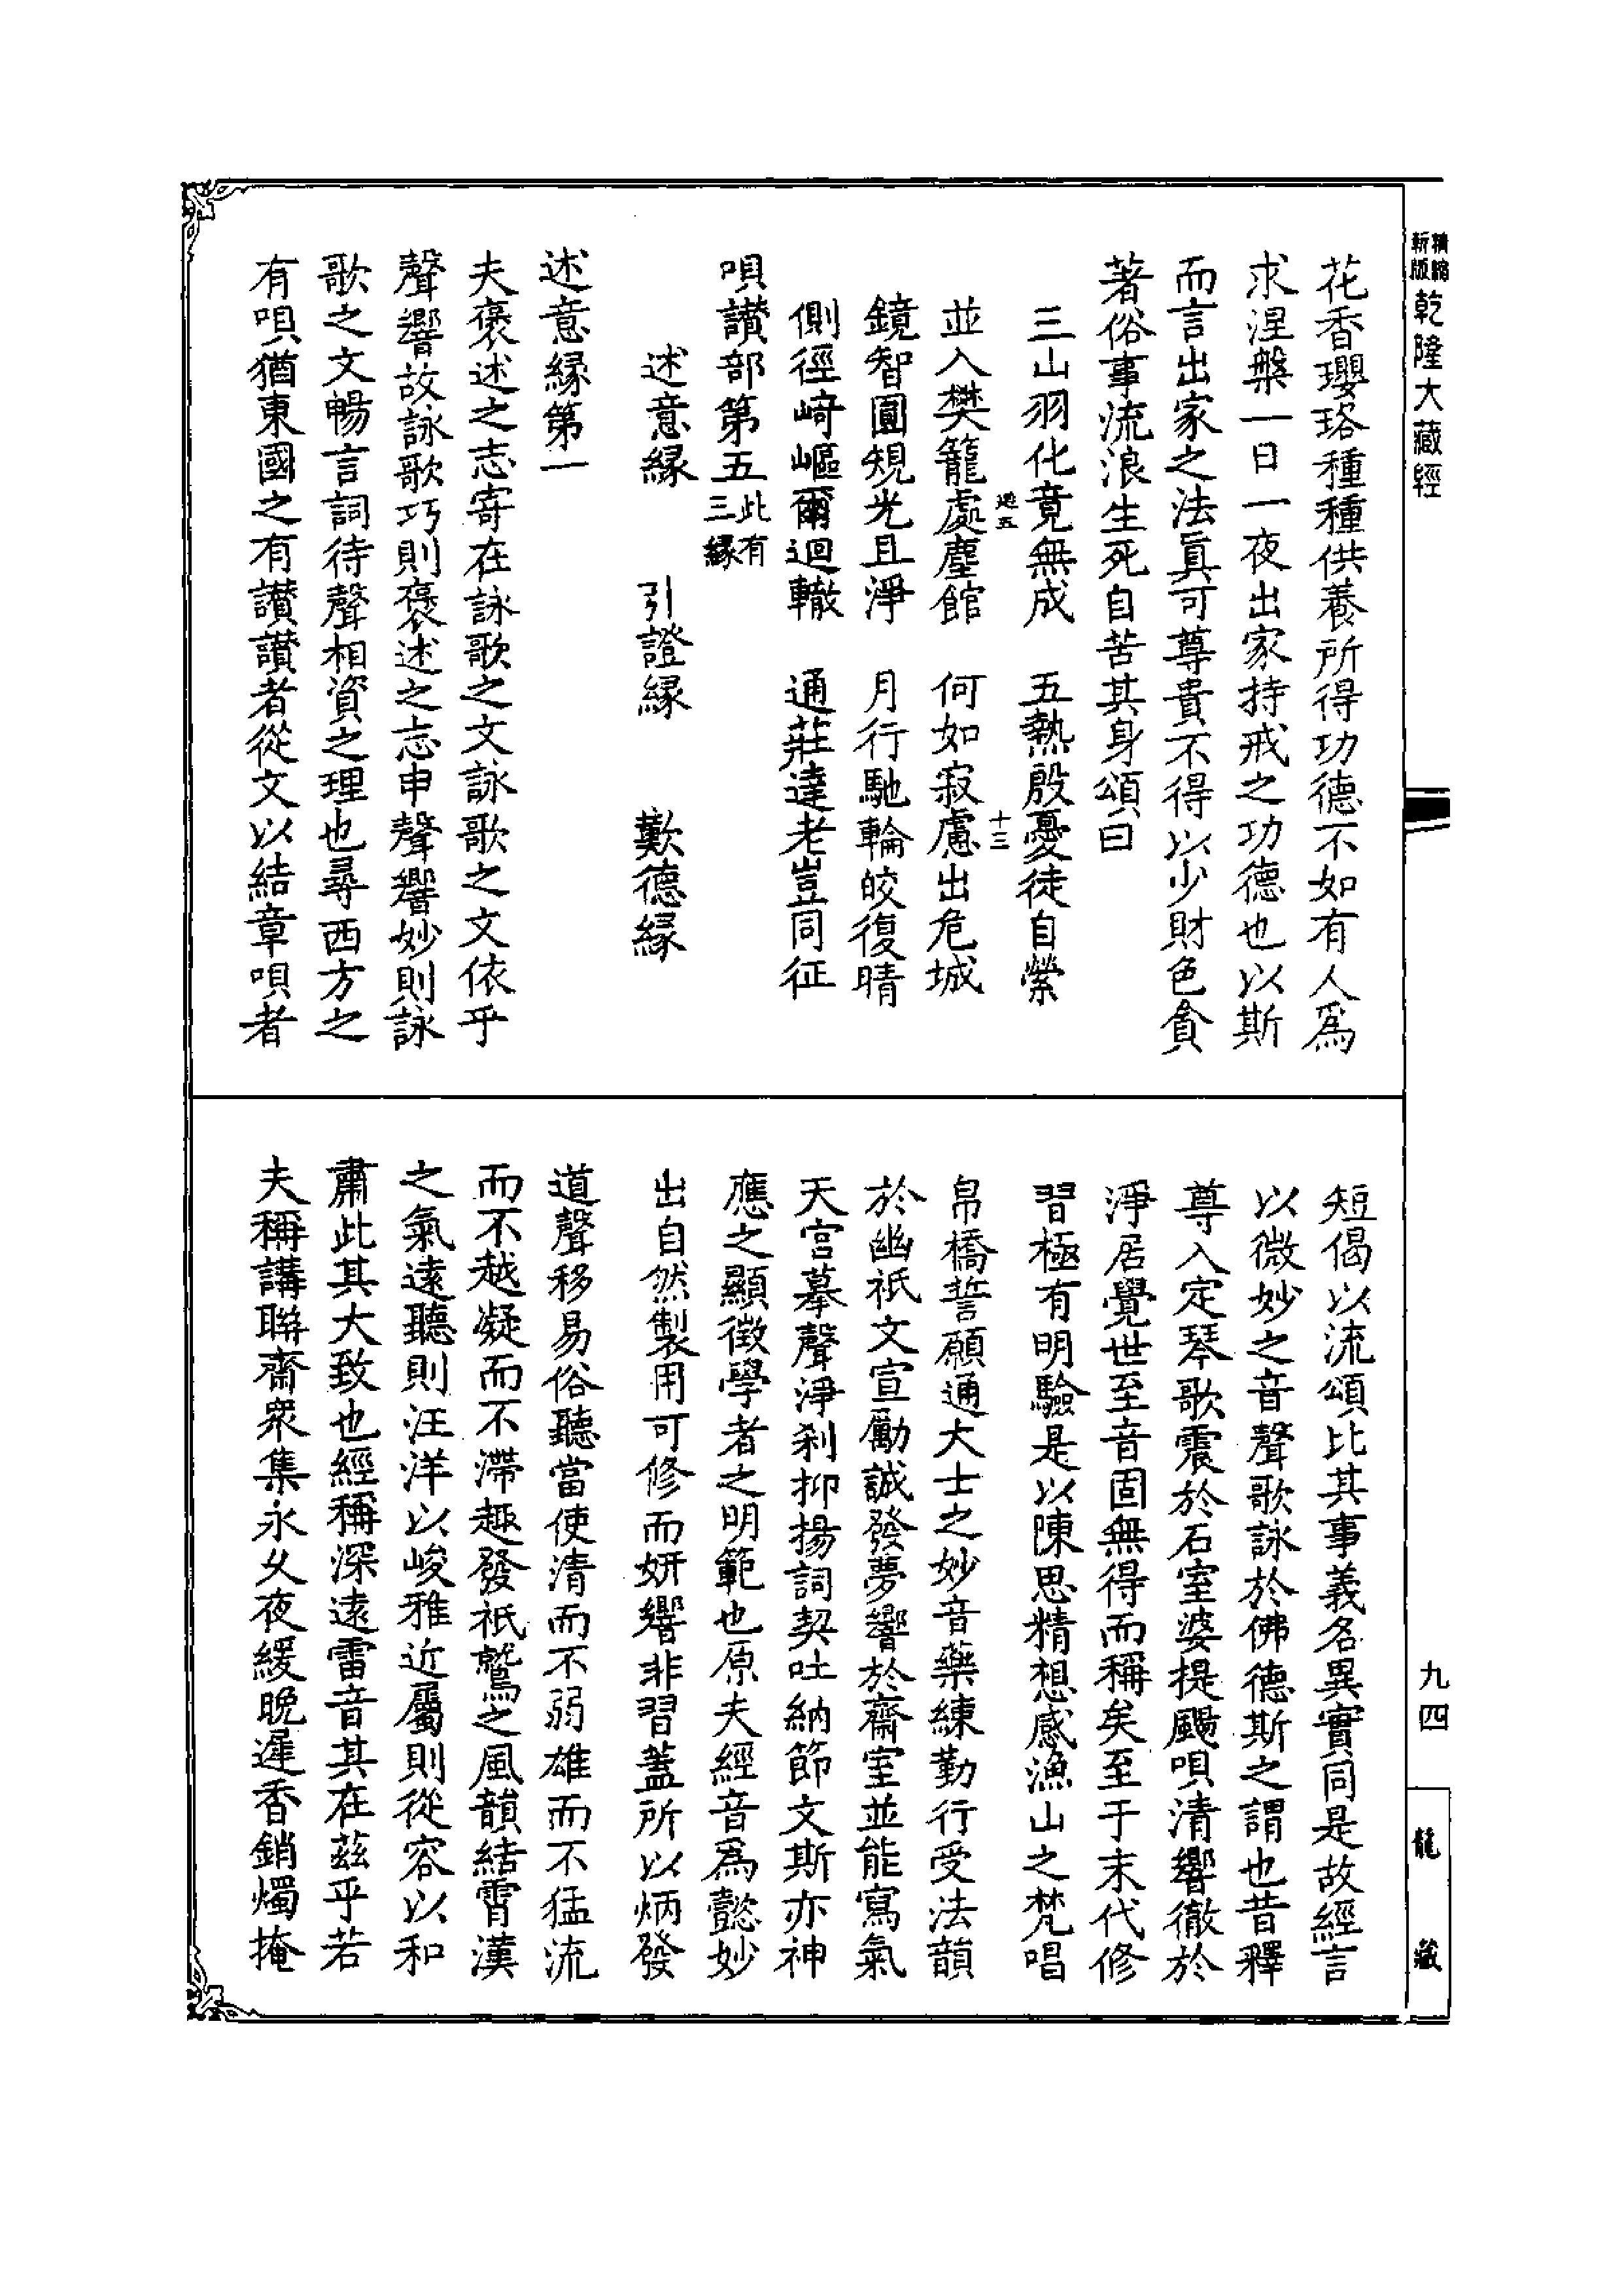 精縮新版乾隆大藏經
九四
龍藏
花香瓔珞種種供養所得功德不如有人爲
求涅槃一日一夜出家持戒之功德也以斯
而言出家之法眞可尊貴不得以少財色貪
著俗事流浪生死自苦其身頌曰
三山羽化竟無成　五熱殷憂徒自縈
遊五　十三
並入樊籠處塵館　何如寂慮出危城
鏡智圓規光且淨　月行馳輪皎復晴
側徑崎嶇爾迴轍　通莊達老豈同征
唄讃部第五此有三縁
述意縁　引證縁　歎德縁
述意縁第一
夫褒述之志寄在詠歌之文詠歌之文依乎
聲響故詠歌巧則褒述之志申聲響妙則詠
歌之文暢言詞待聲相資之理也尋西方之
有唄猶東國之有讃讃者從文以結章唄者
短偈以流頌比其事義名異實同是故經言
以微妙之音聲歌詠於佛德斯之謂也昔釋
尊入定琴歌震於石室婆提颺唄清響徹於
淨居覺世至音固無得而稱矣至于末代修
習極有明驗是以陳思精想感漁山之梵唱
帛橋誓願通大士之妙音藥練勤行受法韻
於幽祇文宣勵誠發夢響於齋室並能寫氣
天宮摹聲淨刹抑揚詞契吐納節文斯亦神
應之顯徵學者之明範也原夫經音爲懿妙
出自然製用可修而妍響非習蓋所以炳發
道聲移易俗聽當使清而不弱雄而不猛流
而不越凝而不滯趣發祇鷲之風韻結霄漢
之氣遠聽則汪洋以峻雅近屬則從容以和
肅此其大致也經稱深遠雷音其在茲乎若
夫稱講聯齋衆集永久夜緩晚遲香銷燭掩